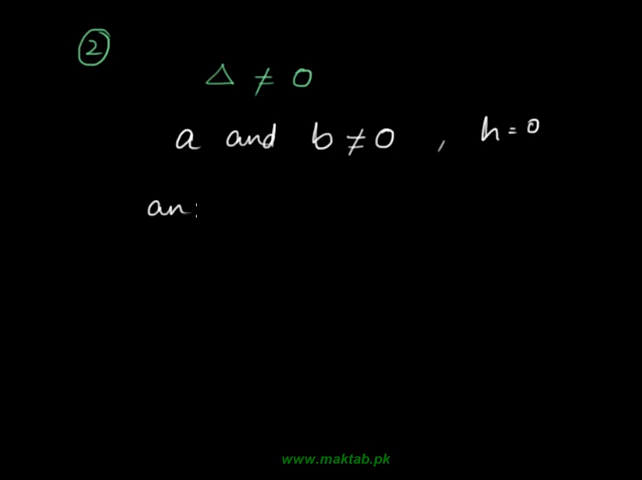 ②
Δ ≠ 0
a and b ≠ 0 , h = 0
an
www.maktab.pk